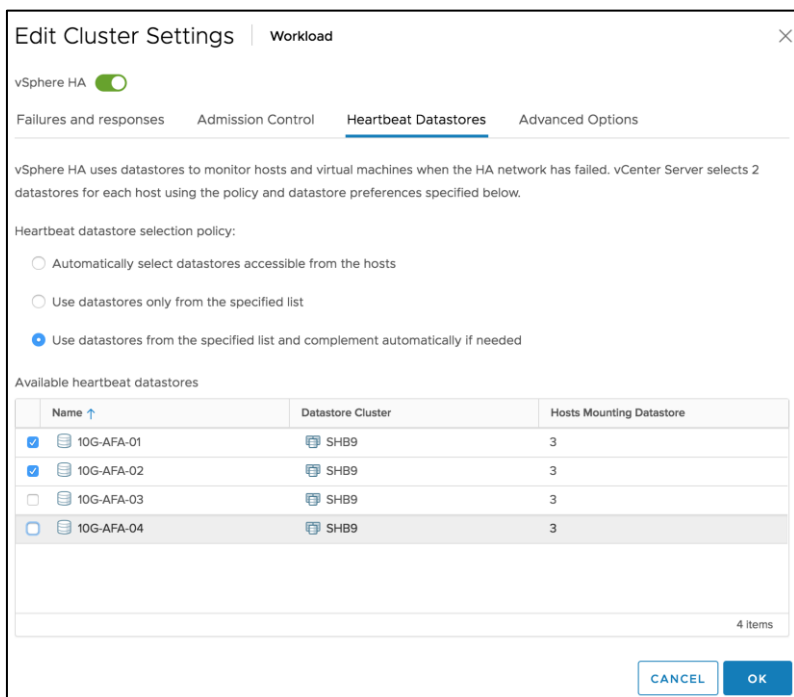 Edit Cluster Settings Workload
vSphere HA
Failures and responses Admission Control Heartbeat Datastores Advanced Options
vSphere HA uses datastores to monitor hosts and virtual machines when the HA network has failed. vCenter Server selects 2
datastores for each host using the policy and datastore preferences specified below.
Heartbeat datastore selection policy:
Automatically select datastores accessible from the hosts
Use datastores only from the specified list
Use datastores from the specified list and complement automatically if needed
Available heartbeat datastores
Name ↑ Datastore Cluster Hosts Mounting Datastore
10G-AFA-01 SHB9 3
10G-AFA-02 SHB9 3
10G-AFA-03 SHB9 3
10G-AFA-04 SHB9 3
4 items
CANCEL OK